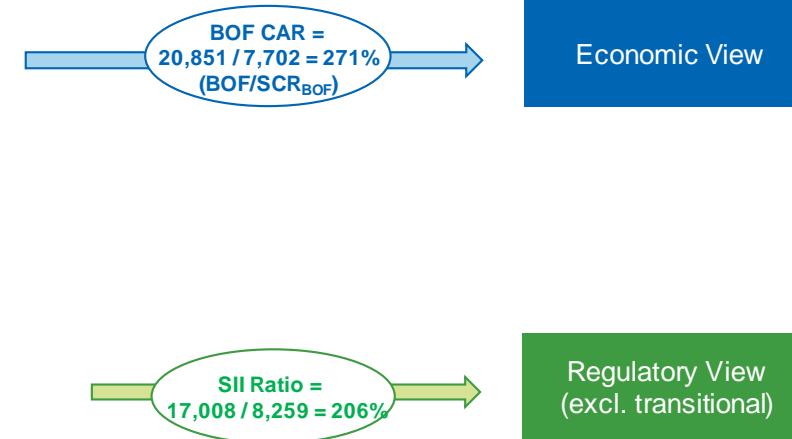 BOF CAR =
20,851 / 7,702 = 271%
(BOF/SCRBOF)
Economic View
SII Ratio =
17,008 / 8,259 = 206%
Regulatory View
(excl. transitional)